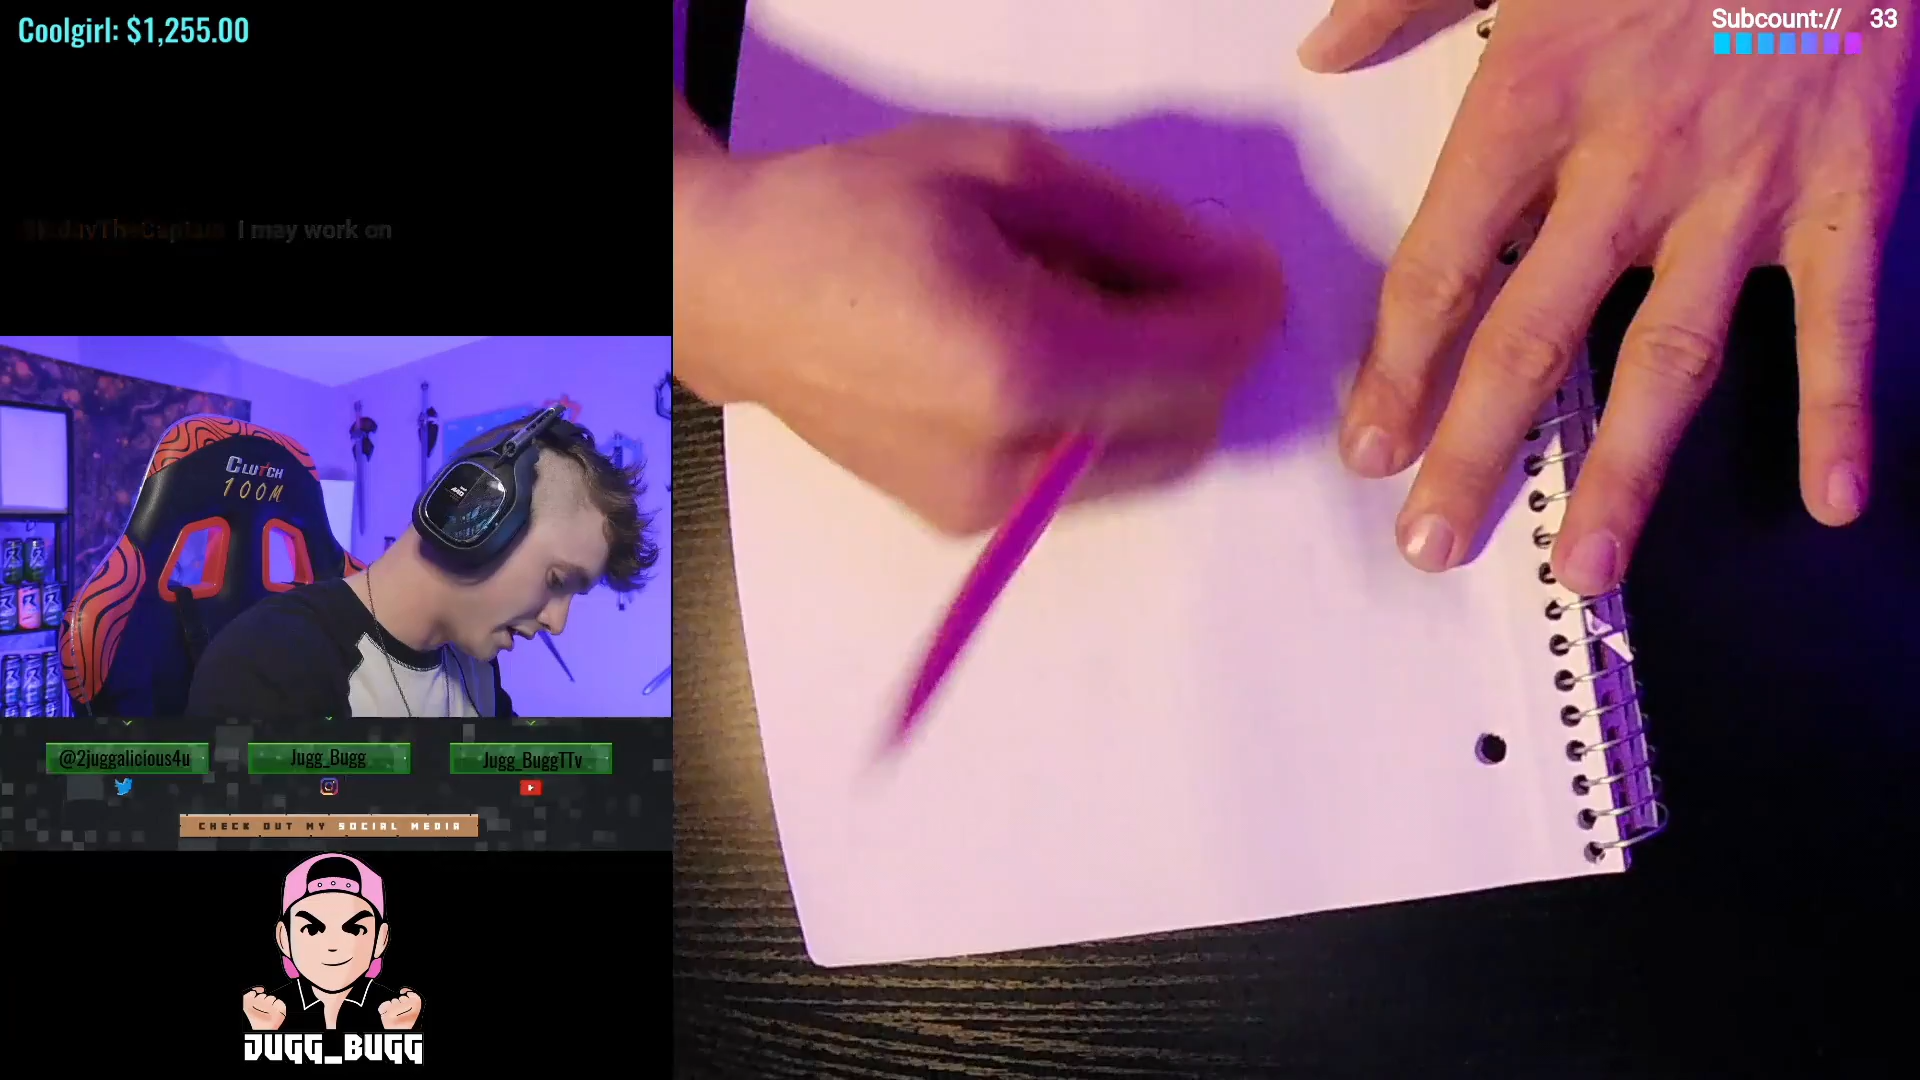 Coolgirl: $1,255.00
Subcount:// 33
I may work on
CLUTCH
100M
@2juggalicious4u
Jugg_Bugg
Jugg_BuggTTv
CHECK OUT MY SOCIAL MEDIA
JUGG_BUGG